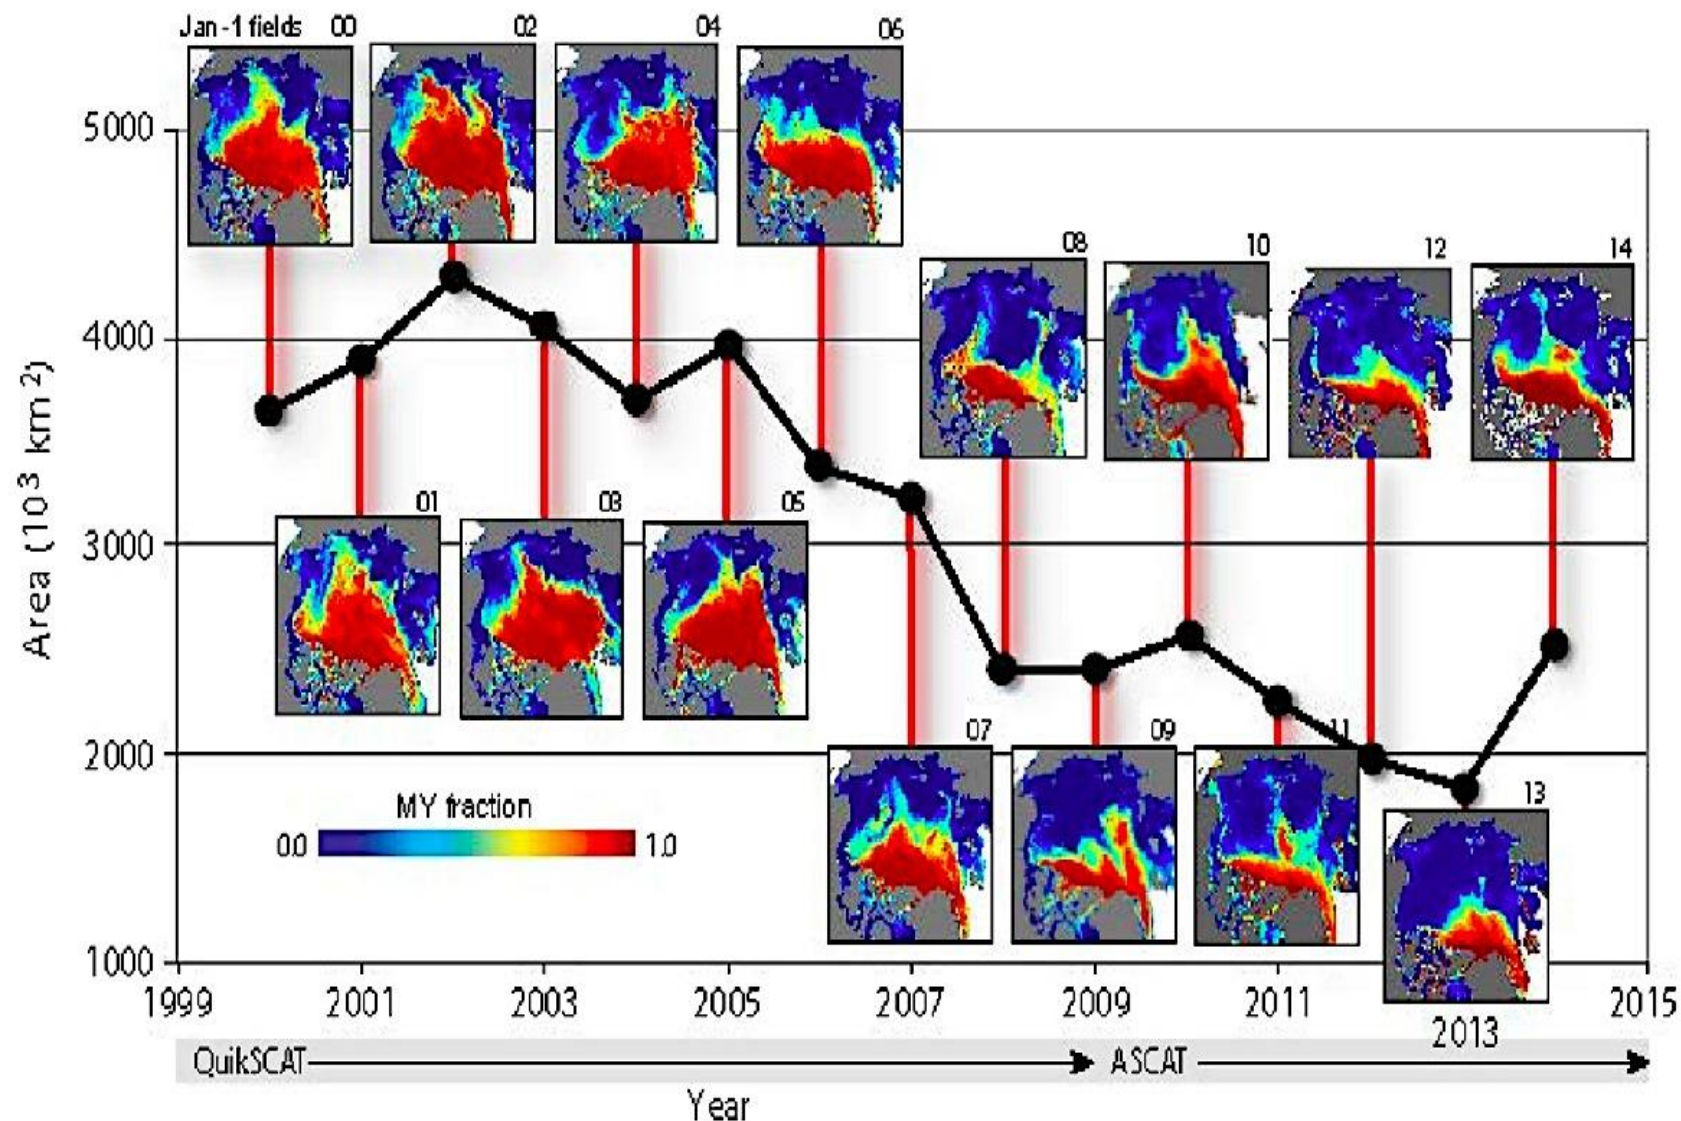 Jan-1 fields 00 02 04 06
5000
08 10 12 14
4000
01 03 05
3000
07 09 11
2000
13
MY fraction
0.0 1.0
1000
Area (10³ km²)
1999 2001 2003 2005 2007 2009 2011 2013 2015
QuikSCAT ASCAT
Year